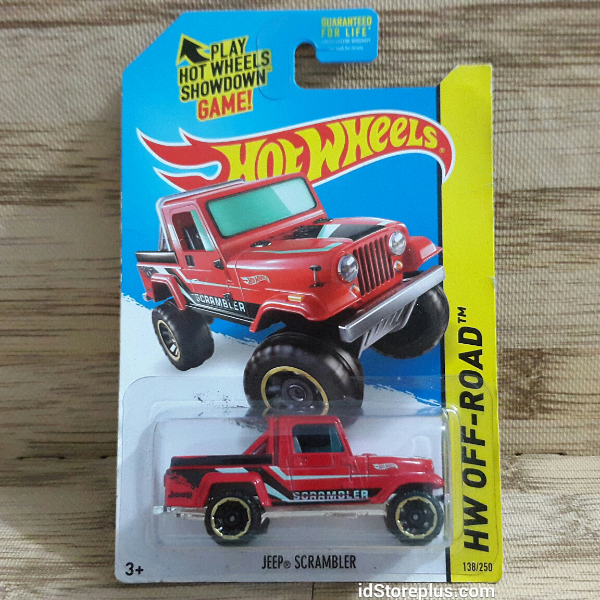 GUARANTEED
FOR LIFE
PLAY
HOT WHEELS
SHOWDOWN™
GAME!
HOT WHEELS
SCRAMBLER
HW OFF-ROAD™
SCRAMBLER
3+
JEEP® SCRAMBLER
138/250
idStoreplus.com